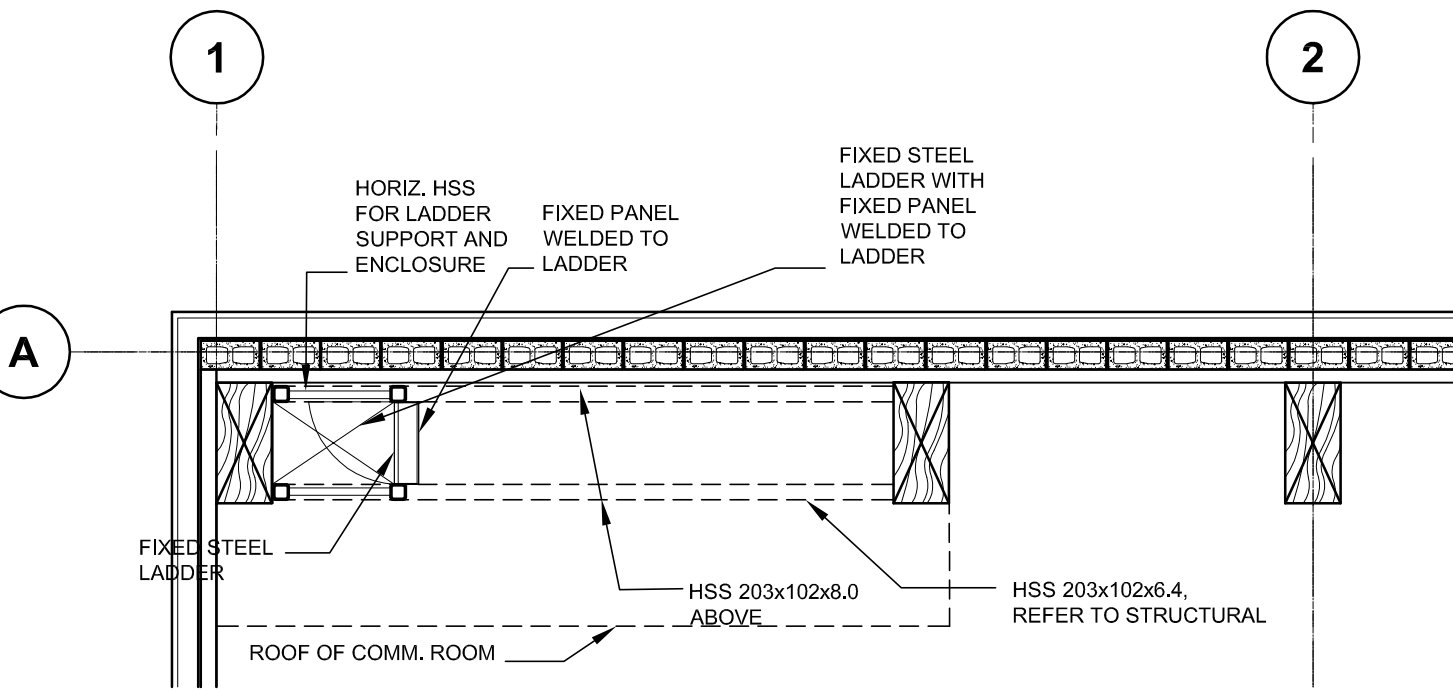 1
2
FIXED STEEL
LADDER WITH
FIXED PANEL
WELDED TO
LADDER
HORIZ. HSS
FOR LADDER
SUPPORT AND
ENCLOSURE
FIXED PANEL
WELDED TO
LADDER
A
FIXED STEEL
LADDER
HSS 203x102x8.0
ABOVE
HSS 203x102x6.4,
REFER TO STRUCTURAL
ROOF OF COMM. ROOM